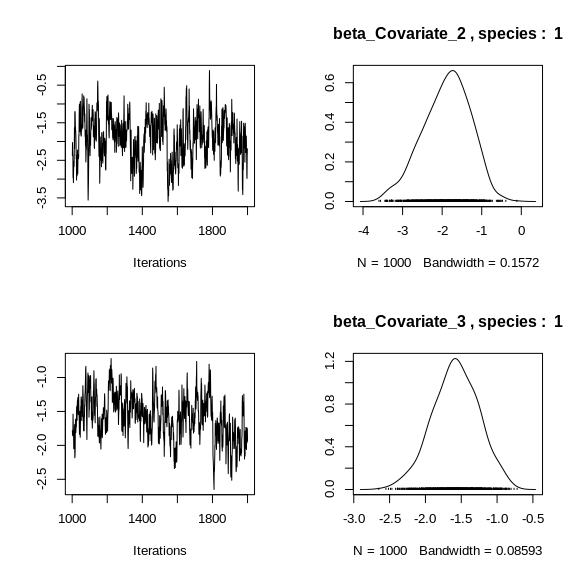 beta_Covariate_2 , species : 1
-0.5
-1.5
-2.5
-3.5
1000 1400 1800
Iterations
0.6
0.4
0.2
0.0
-4 -3 -2 -1 0
N = 1000 Bandwidth = 0.1572
beta_Covariate_3 , species : 1
-1.0
-1.5
-2.0
-2.5
1000 1400 1800
Iterations
1.2
0.8
0.4
0.0
-3.0 -2.5 -2.0 -1.5 -1.0 -0.5
N = 1000 Bandwidth = 0.08593